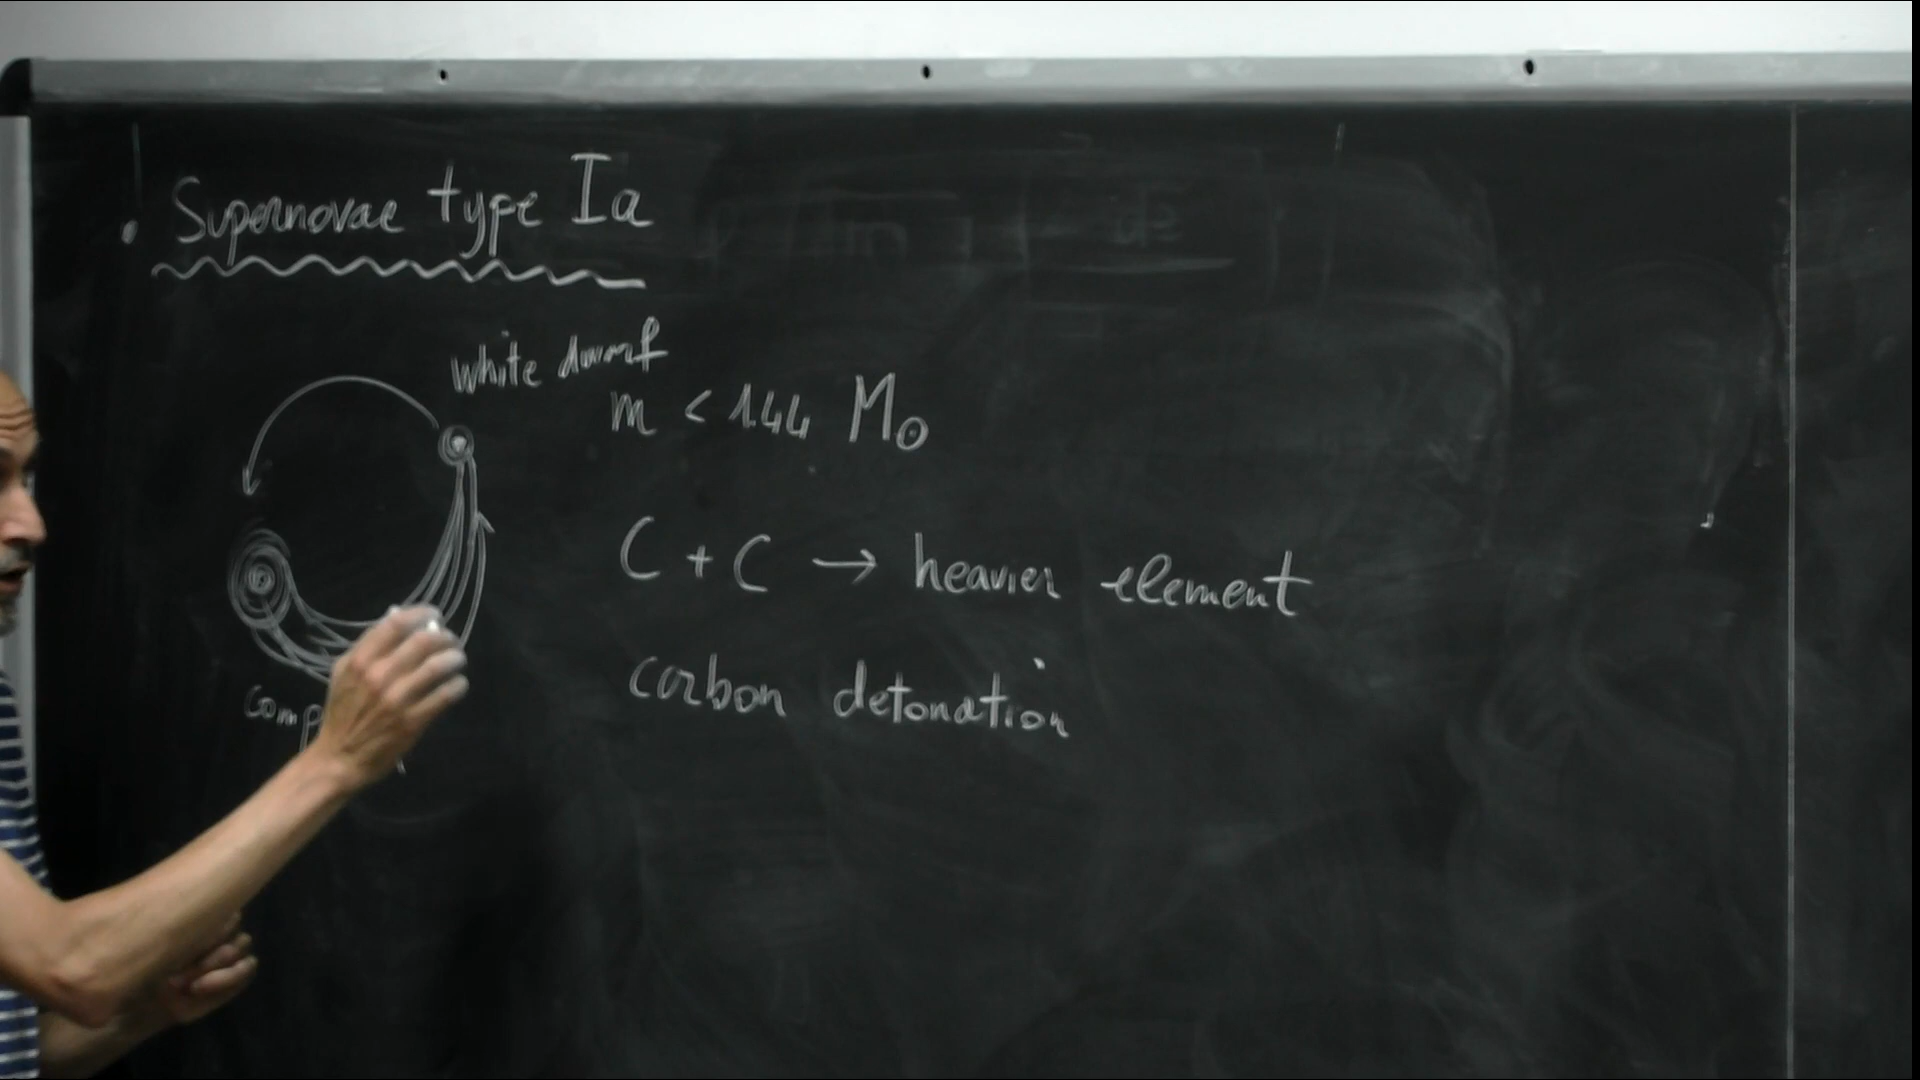 . Supernovae type Ia
white dwarf
m < 1.44 M⊙
C + C → heavier element
carbon detonation